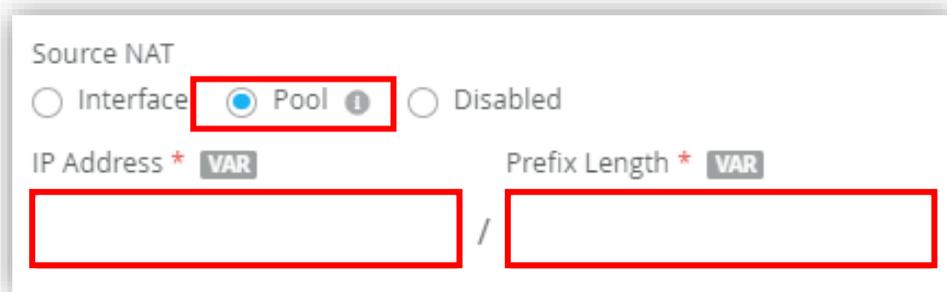 Source NAT
Interface Pool Disabled
IP Address * VAR Prefix Length * VAR
/